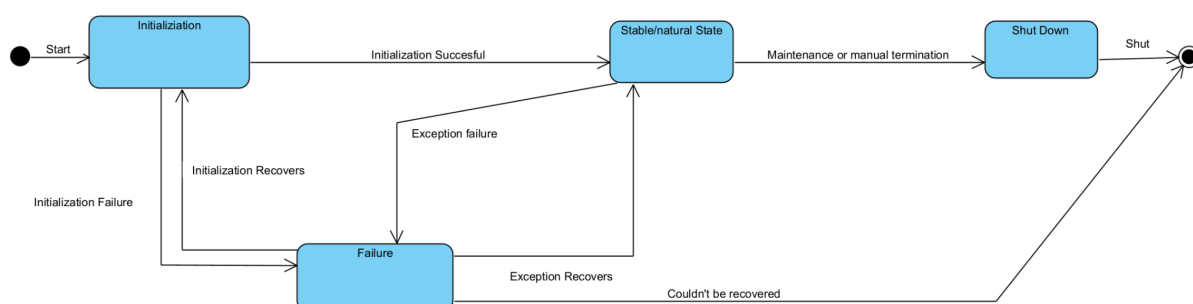 Initializiation
Stable/natural State
Shut Down
Start
Initialization Succesful
Maintenance or manual termination
Shut
Exception failure
Initialization Recovers
Initialization Failure
Failure
Exception Recovers
Couldn't be recovered